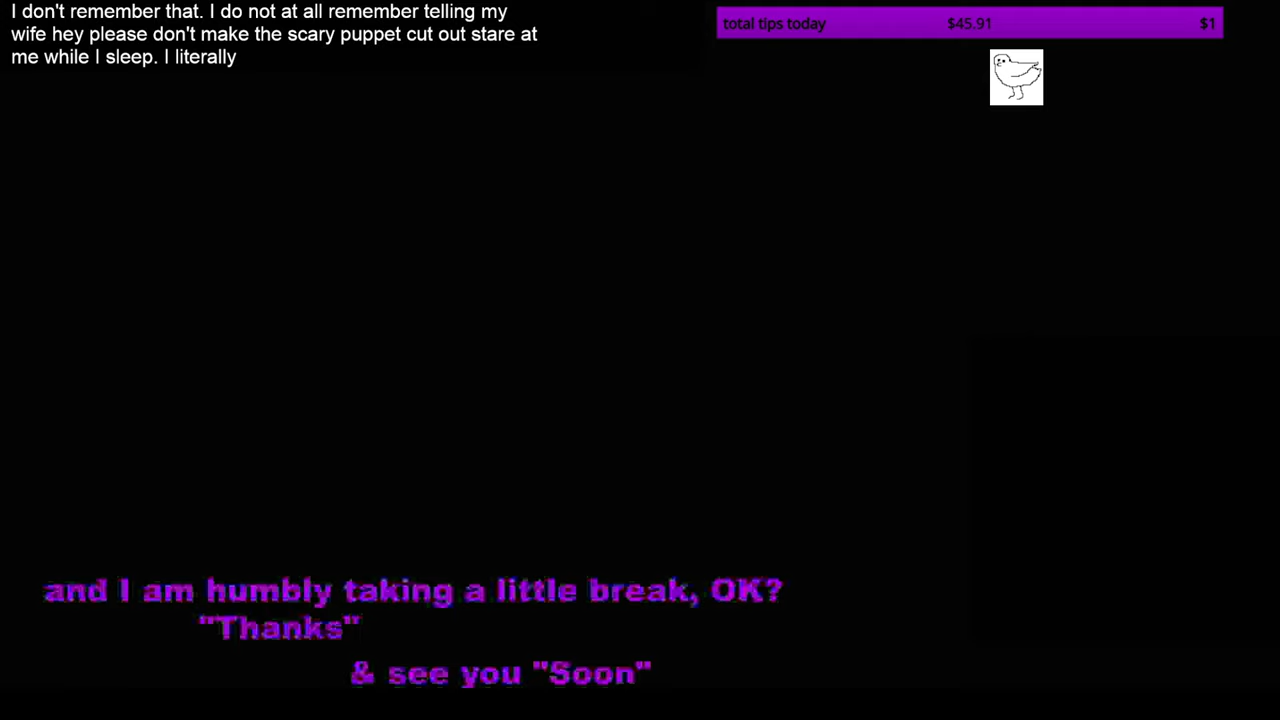 I don't remember that. I do not at all remember telling my
wife hey please don't make the scary puppet cut out stare at
me while I sleep. I literally
total tips today $45.91 $1
and I am humbly taking a little break, OK?
"Thanks"
& see you "Soon"